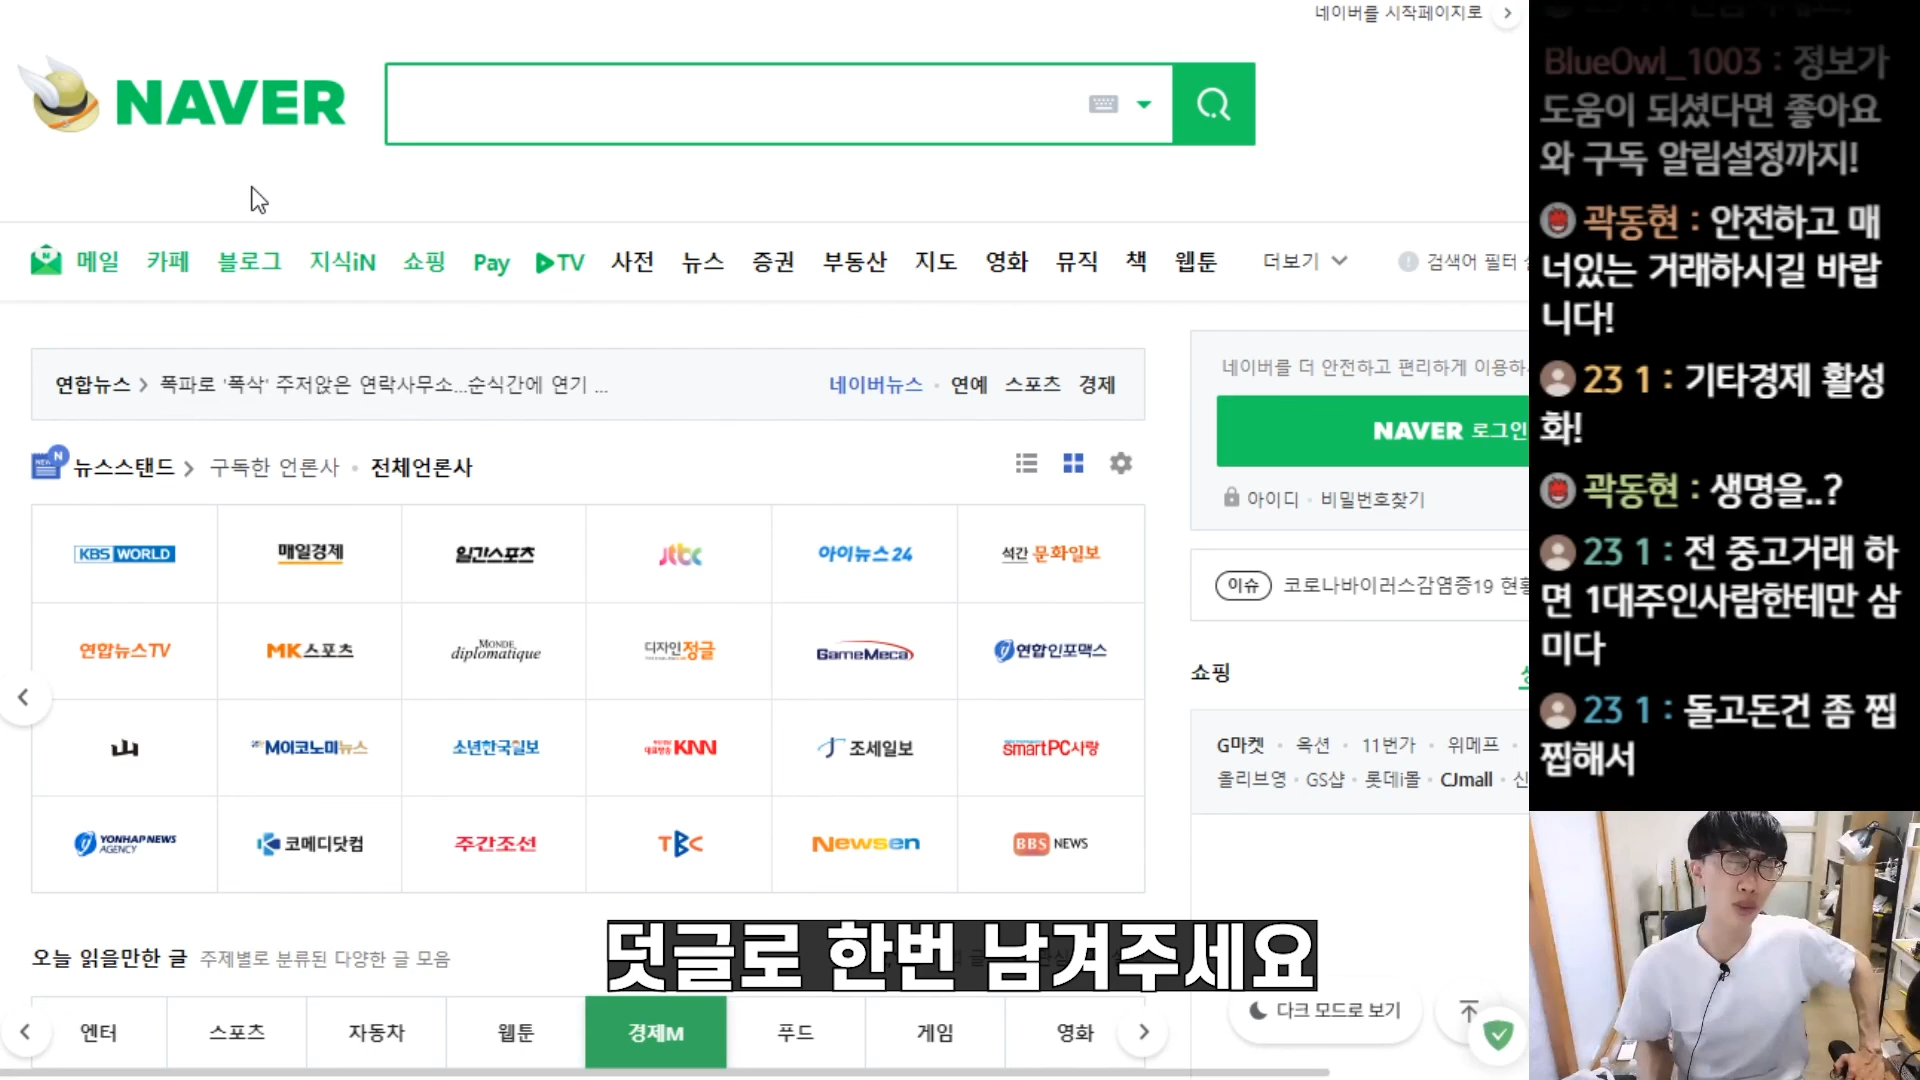 네이버를 시작페이지로
NAVER
메일 카페 블로그 지식iN 쇼핑 Pay TV 사전 뉴스 증권 부동산 지도 영화 뮤직 책 웹툰 더보기 검색어 필터
연합뉴스 폭파로 '폭삭' 주저앉은 연락사무소...순식간에 연기 ... 네이버뉴스 · 연예 스포츠 경제
뉴스스탠드 구독한 언론사 · 전체언론사
KBS WORLD 매일경제 일간스포츠 jtbc 아이뉴스24 석간 문화일보
연합뉴스TV MK스포츠 MONDE diplomatique 디자인정글 GameMeca 연합인포맥스
山 M이코노미뉴스 소년한국일보 KNN 조세일보 smartPC사랑
YONHAP NEWS AGENCY 코메디닷컴 주간조선 TBC Newsen BBS NEWS
오늘 읽을만한 글 주제별로 분류된 다양한 글 모음
엔터 스포츠 자동차 웹툰 경제M 푸드 게임 영화
네이버를 더 안전하고 편리하게 이용하
NAVER 로그인
아이디 · 비밀번호찾기
이슈 코로나바이러스감염증19 현황
쇼핑
G마켓 · 옥션 · 11번가 · 위메프 ·
올리브영 · GS샵 · 롯데i몰 · CJmall · 신
다크 모드로 보기
덧글로 한번 남겨주세요
BlueOwl_1003 : 정보가
도움이 되셨다면 좋아요
와 구독 알림설정까지!
곽동현 : 안전하고 매
너있는 거래하시길 바랍
니다!
23 1 : 기타경제 활성
화!
곽동현 : 생명을..?
23 1 : 전 중고거래 하
면 1대주인사람한테만 삼
미다
23 1 : 돌고돈건 좀 찝
찝해서